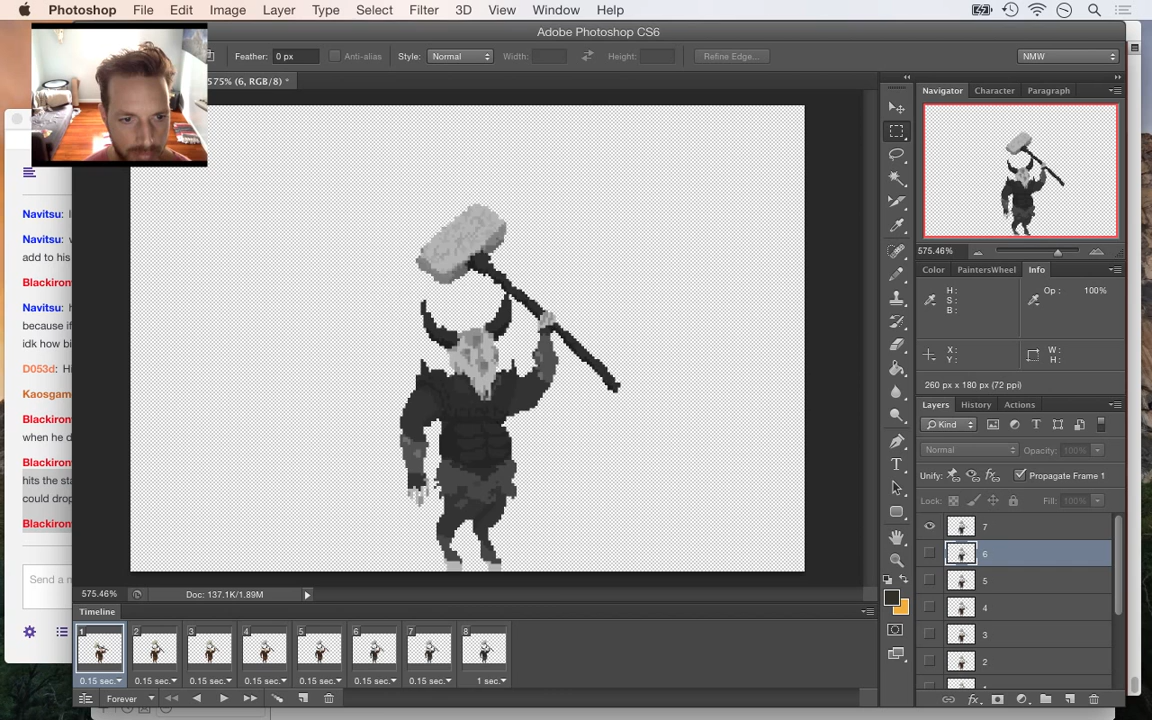 Photoshop File Edit Image Layer Type Select Filter 3D View Window Help
Adobe Photoshop CS6
Feather: 0 px Anti-alias Style: Normal Width: Height: Refine Edge... NMW
575% (6, RGB/8) *
Navigator Character Paragraph
575.46%
Color PaintersWheel Info
H:
S:
B:
Op: 100%
X:
Y:
W:
H:
260 px x 180 px (72 ppi)
Layers History Actions
Kind
Normal Opacity: 100%
Unify: Propagate Frame 1
Lock: Fill: 100%
7
6
5
4
3
2
Navitsu:
Navitsu:
add to his
Blackiron
Navitsu:
because if
idk how bi
D053d: Hi
Kaosgam
Blackiron
when he d
Blackiron
hits the sta
could drop
Blackiron
Send a
575.46% Doc: 137.1K/1.89M
Timeline
1 2 3 4 5 6 7 8
0.15 sec. 0.15 sec. 0.15 sec. 0.15 sec. 0.15 sec. 0.15 sec. 0.15 sec. 1 sec.
Forever